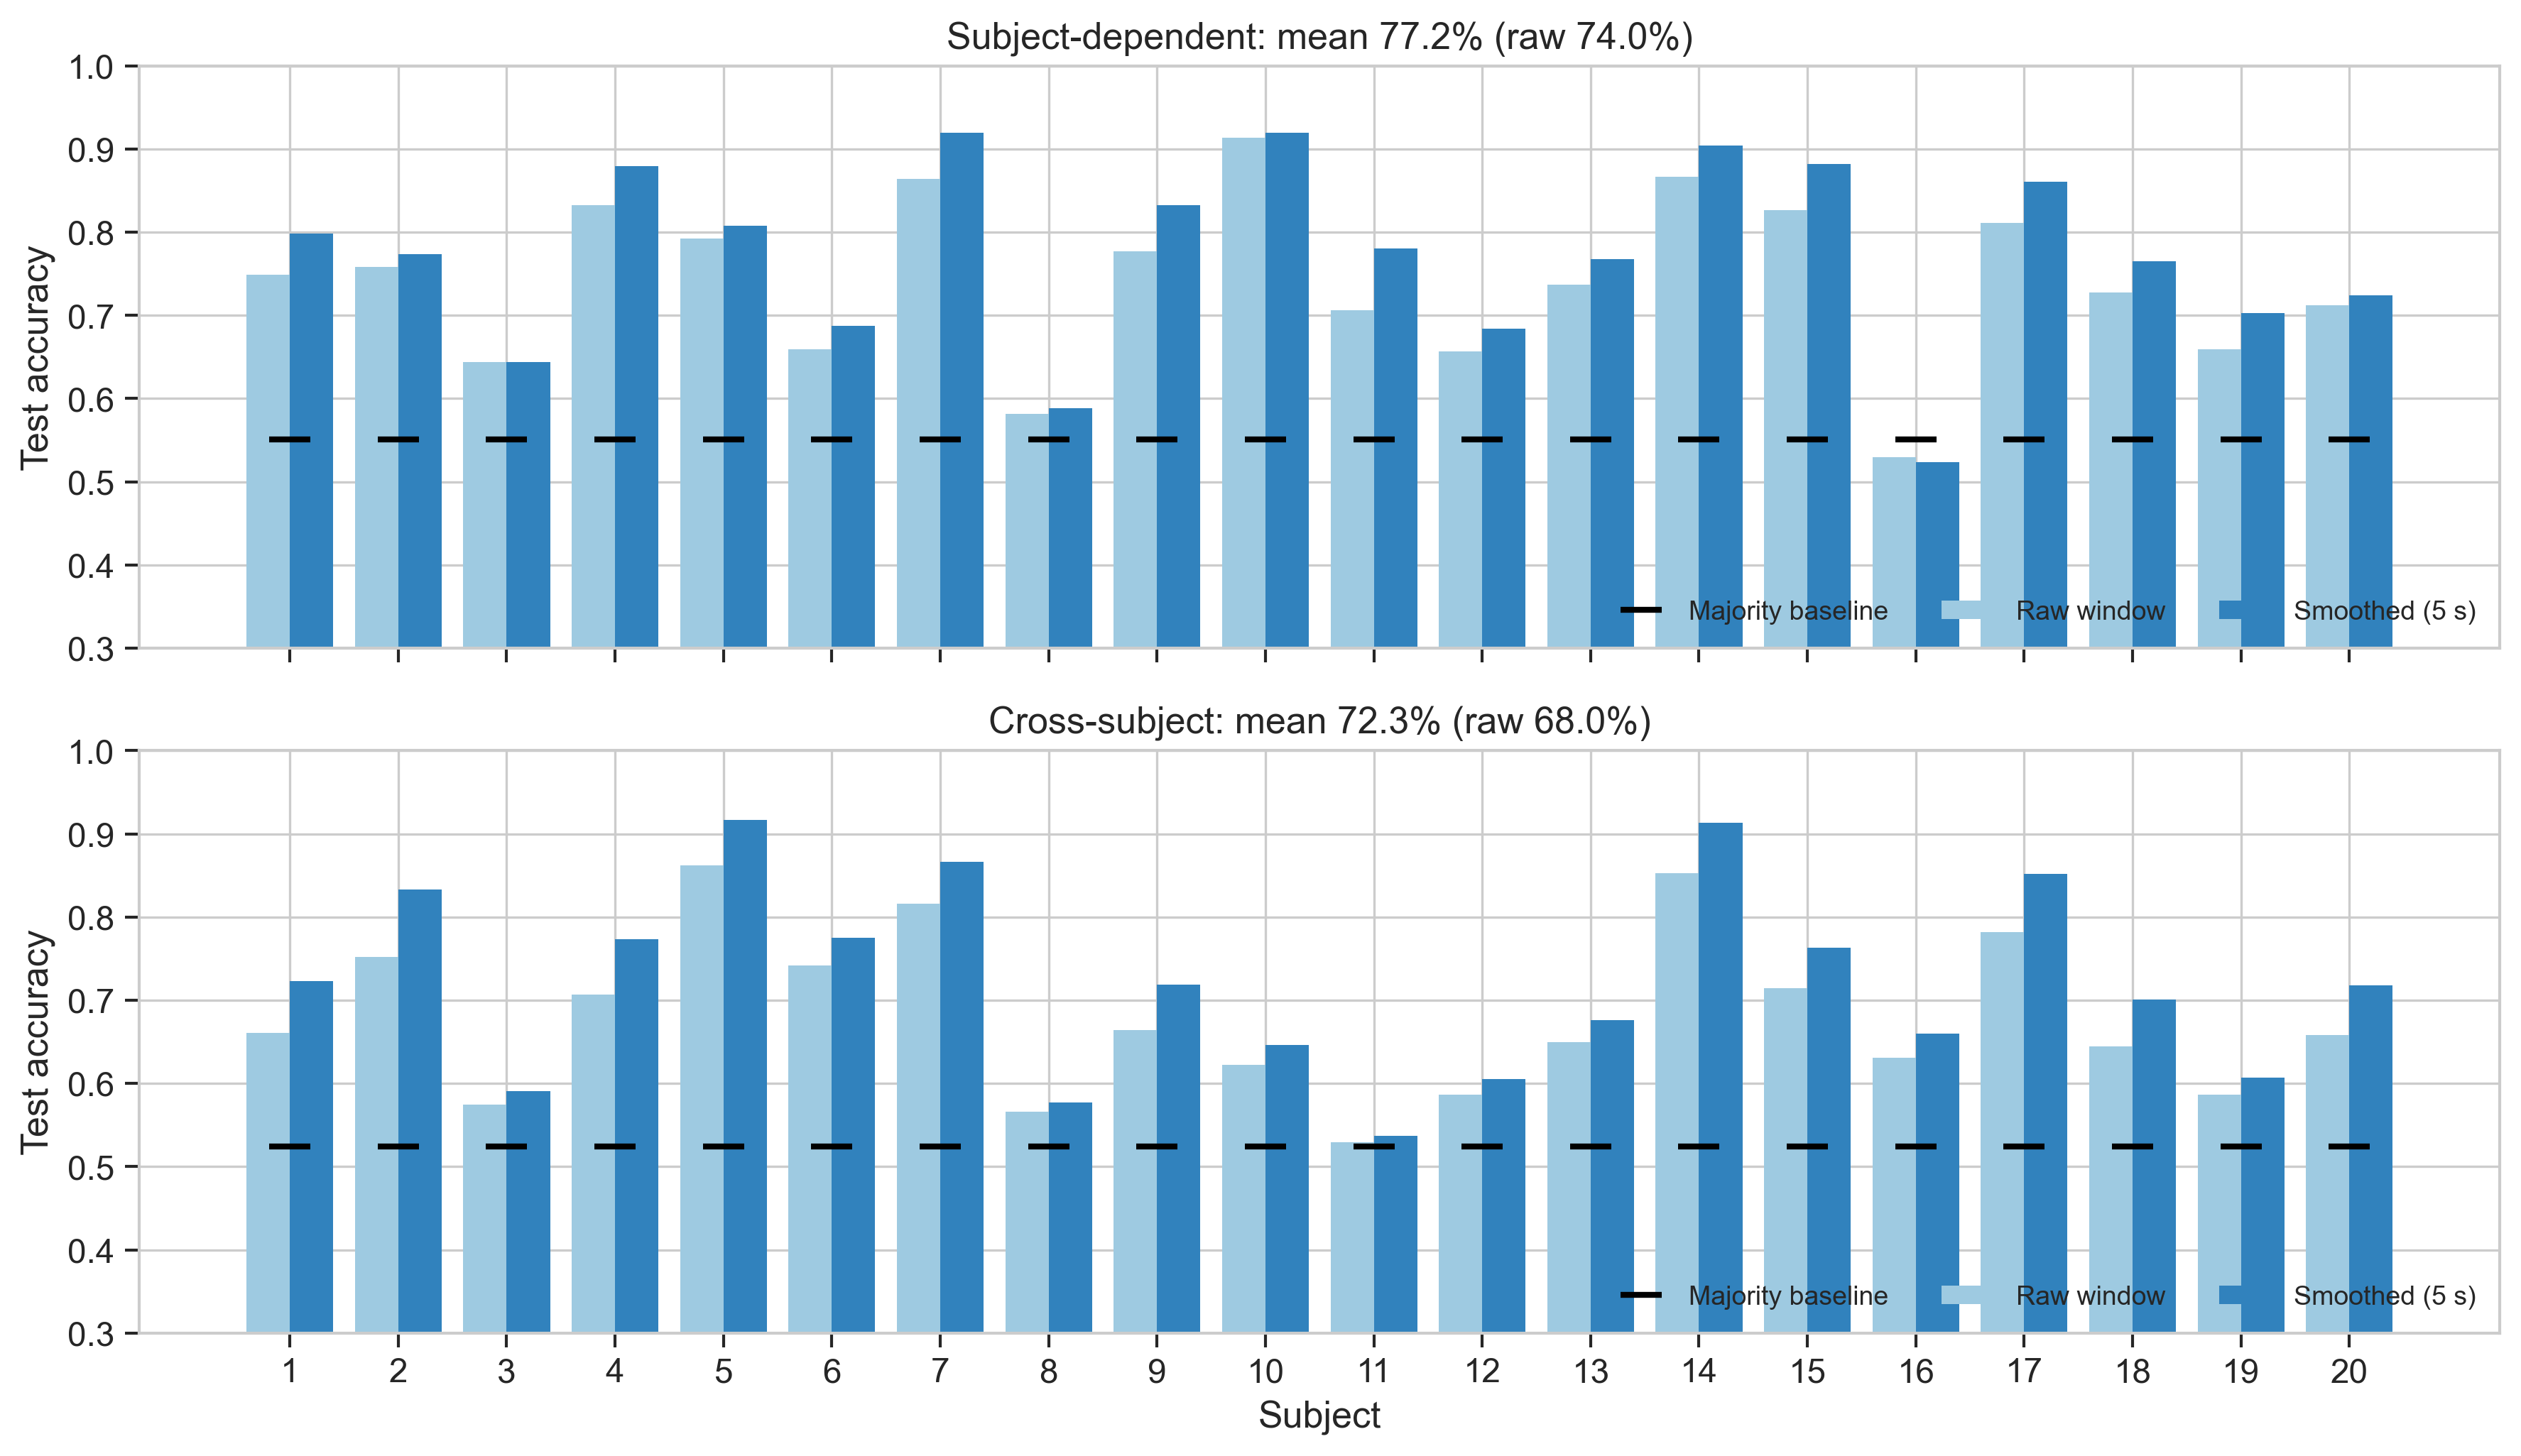 Subject-dependent: mean 77.2% (raw 74.0%)
1.0
0.9
0.8
0.7
0.6
0.5
0.4
0.3
Test accuracy
Majority baseline Raw window Smoothed (5 s)
Cross-subject: mean 72.3% (raw 68.0%)
1.0
0.9
0.8
0.7
0.6
0.5
0.4
0.3
Test accuracy
Majority baseline Raw window Smoothed (5 s)
1 2 3 4 5 6 7 8 9 10 11 12 13 14 15 16 17 18 19 20
Subject